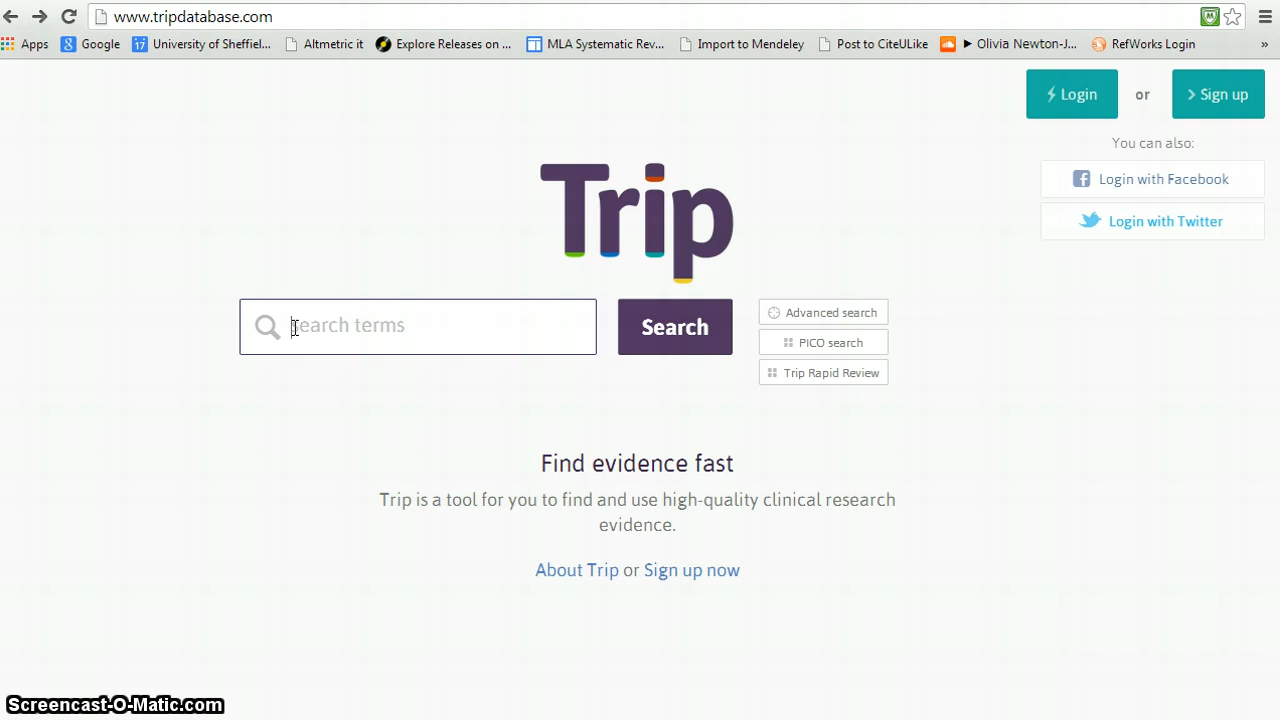 www.tripdatabase.com
Apps Google 17 University of Sheffiel... Altmetric it Explore Releases on ... MLA Systematic Rev... Import to Mendeley Post to CiteULike ► Olivia Newton-J... RefWorks Login »
Login or Sign up
You can also:
Login with Facebook
Login with Twitter
Trip
Search terms
Search
Advanced search
PICO search
Trip Rapid Review
Find evidence fast
Trip is a tool for you to find and use high-quality clinical research
evidence.
About Trip or Sign up now
Screencast-O-Matic.com